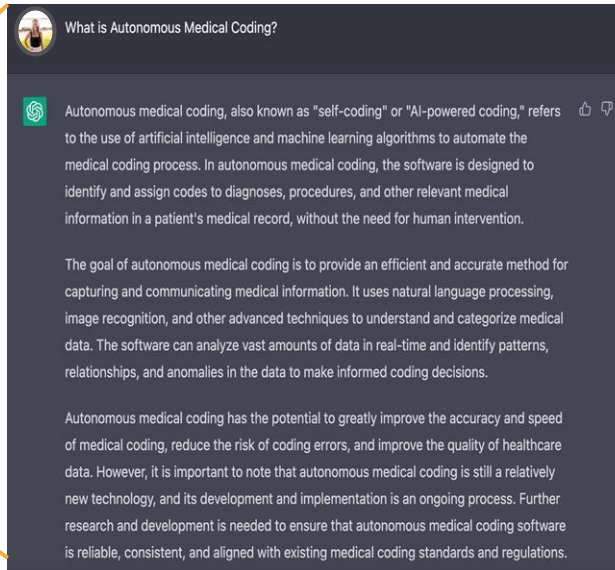 What is Autonomous Medical Coding?
Autonomous medical coding, also known as "self-coding" or "AI-powered coding," refers
to the use of artificial intelligence and machine learning algorithms to automate the
medical coding process. In autonomous medical coding, the software is designed to
identify and assign codes to diagnoses, procedures, and other relevant medical
information in a patient's medical record, without the need for human intervention.
The goal of autonomous medical coding is to provide an efficient and accurate method for
capturing and communicating medical information. It uses natural language processing,
image recognition, and other advanced techniques to understand and categorize medical
data. The software can analyze vast amounts of data in real-time and identify patterns,
relationships, and anomalies in the data to make informed coding decisions.
Autonomous medical coding has the potential to greatly improve the accuracy and speed
of medical coding, reduce the risk of coding errors, and improve the quality of healthcare
data. However, it is important to note that autonomous medical coding is still a relatively
new technology, and its development and implementation is an ongoing process. Further
research and development is needed to ensure that autonomous medical coding software
is reliable, consistent, and aligned with existing medical coding standards and regulations.